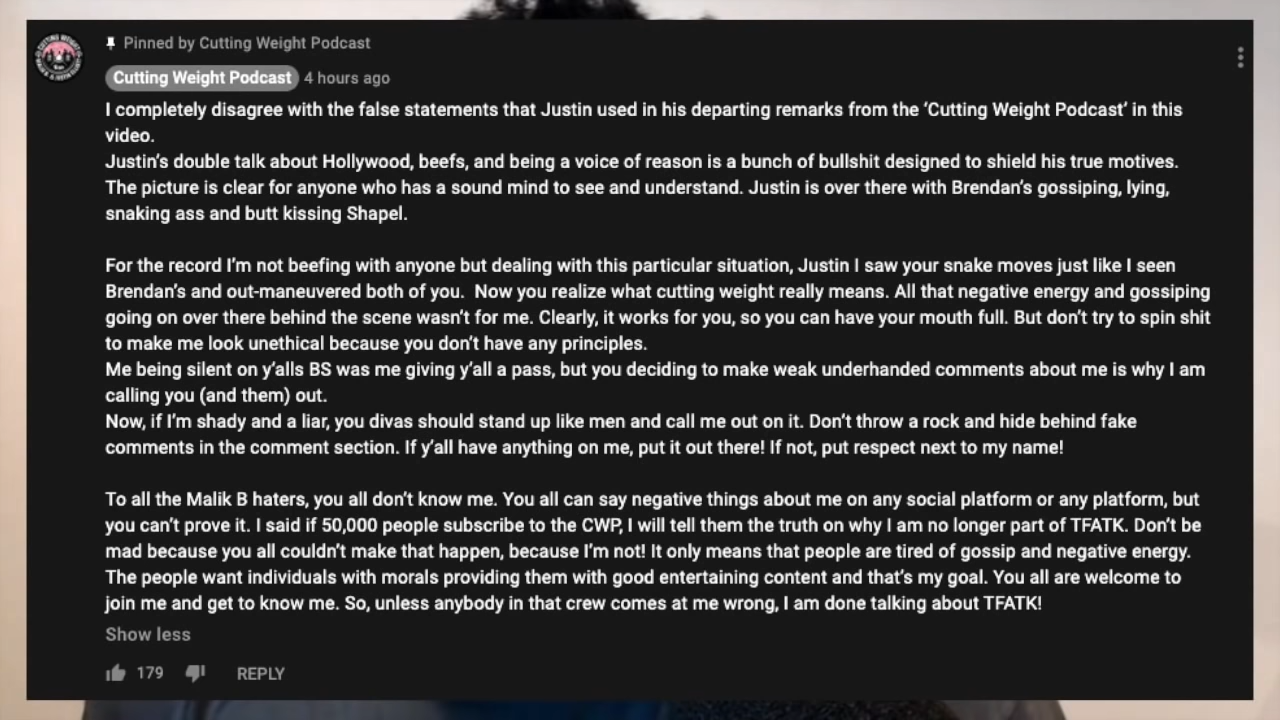 Pinned by Cutting Weight Podcast
Cutting Weight Podcast 4 hours ago
I completely disagree with the false statements that Justin used in his departing remarks from the ‘Cutting Weight Podcast’ in this
video.
Justin’s double talk about Hollywood, beefs, and being a voice of reason is a bunch of bullshit designed to shield his true motives.
The picture is clear for anyone who has a sound mind to see and understand. Justin is over there with Brendan’s gossiping, lying,
snaking ass and butt kissing Shapel.
For the record I’m not beefing with anyone but dealing with this particular situation, Justin I saw your snake moves just like I seen
Brendan’s and out-maneuvered both of you.  Now you realize what cutting weight really means. All that negative energy and gossiping
going on over there behind the scene wasn’t for me. Clearly, it works for you, so you can have your mouth full. But don’t try to spin shit
to make me look unethical because you don’t have any principles.
Me being silent on y’alls BS was me giving y’all a pass, but you deciding to make weak underhanded comments about me is why I am
calling you (and them) out.
Now, if I’m shady and a liar, you divas should stand up like men and call me out on it. Don’t throw a rock and hide behind fake
comments in the comment section. If y’all have anything on me, put it out there! If not, put respect next to my name!
To all the Malik B haters, you all don’t know me. You all can say negative things about me on any social platform or any platform, but
you can’t prove it. I said if 50,000 people subscribe to the CWP, I will tell them the truth on why I am no longer part of TFATK. Don’t be
mad because you all couldn’t make that happen, because I’m not! It only means that people are tired of gossip and negative energy.
The people want individuals with morals providing them with good entertaining content and that’s my goal. You all are welcome to
join me and get to know me. So, unless anybody in that crew comes at me wrong, I am done talking about TFATK!
Show less
179 REPLY